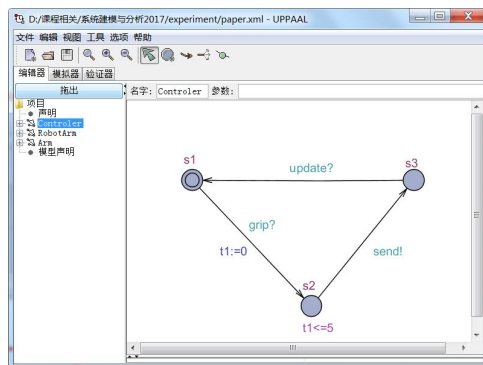 D:/课程相关/系统建模与分析2017/experiment/paper.xml - UPPAAL
文件 编辑 视图 工具 选项 帮助
编辑器 模拟器 验证器
拖出
名字: Controler 参数:
项目
声明
Controler
RobotArm
Arm
模型声明
s1
update?
s3
grip?
t1:=0
send!
s2
t1<=5